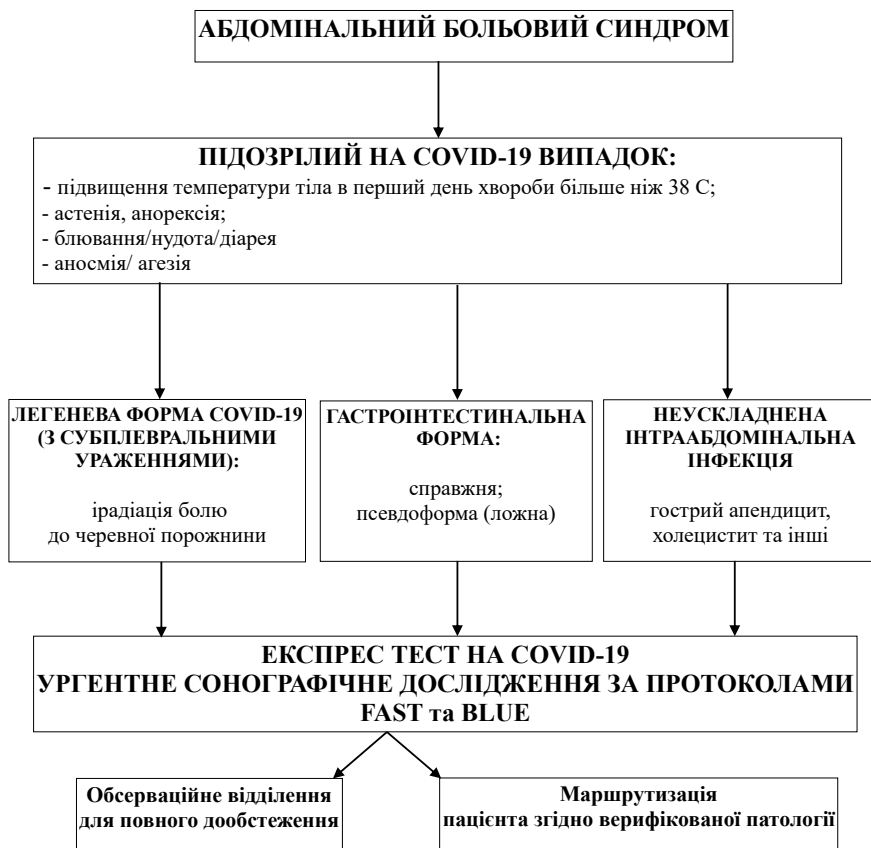 АБДОМІНАЛЬНИЙ БОЛЬОВИЙ СИНДРОМ
ПІДОЗРІЛИЙ НА COVID-19 ВИПАДОК:
- підвищення температури тіла в перший день хвороби більше ніж 38 С;
- астенія, анорексія;
- блювання/нудота/діарея
- аносмія/ агезія
ЛЕГЕНЕВА ФОРМА COVID-19
(З СУБПЛЕВРАЛЬНИМИ
УРАЖЕННЯМИ):
ірадіація болю
до черевної порожнини
ГАСТРОІНТЕСТИНАЛЬНА
ФОРМА:
справжня;
псевдоформа (ложна)
НЕУСКЛАДНЕНА
ІНТРААБДОМІНАЛЬНА
ІНФЕКЦІЯ
гострий апендицит,
холецистит та інші
ЕКСПРЕС ТЕСТ НА COVID-19
УРГЕНТНЕ СОНОГРАФІЧНЕ ДОСЛІДЖЕННЯ ЗА ПРОТОКОЛАМИ
FAST та BLUE
Обсерваційне відділення
для повного дообстеження
Маршрутизація
пацієнта згідно верифікованої патології